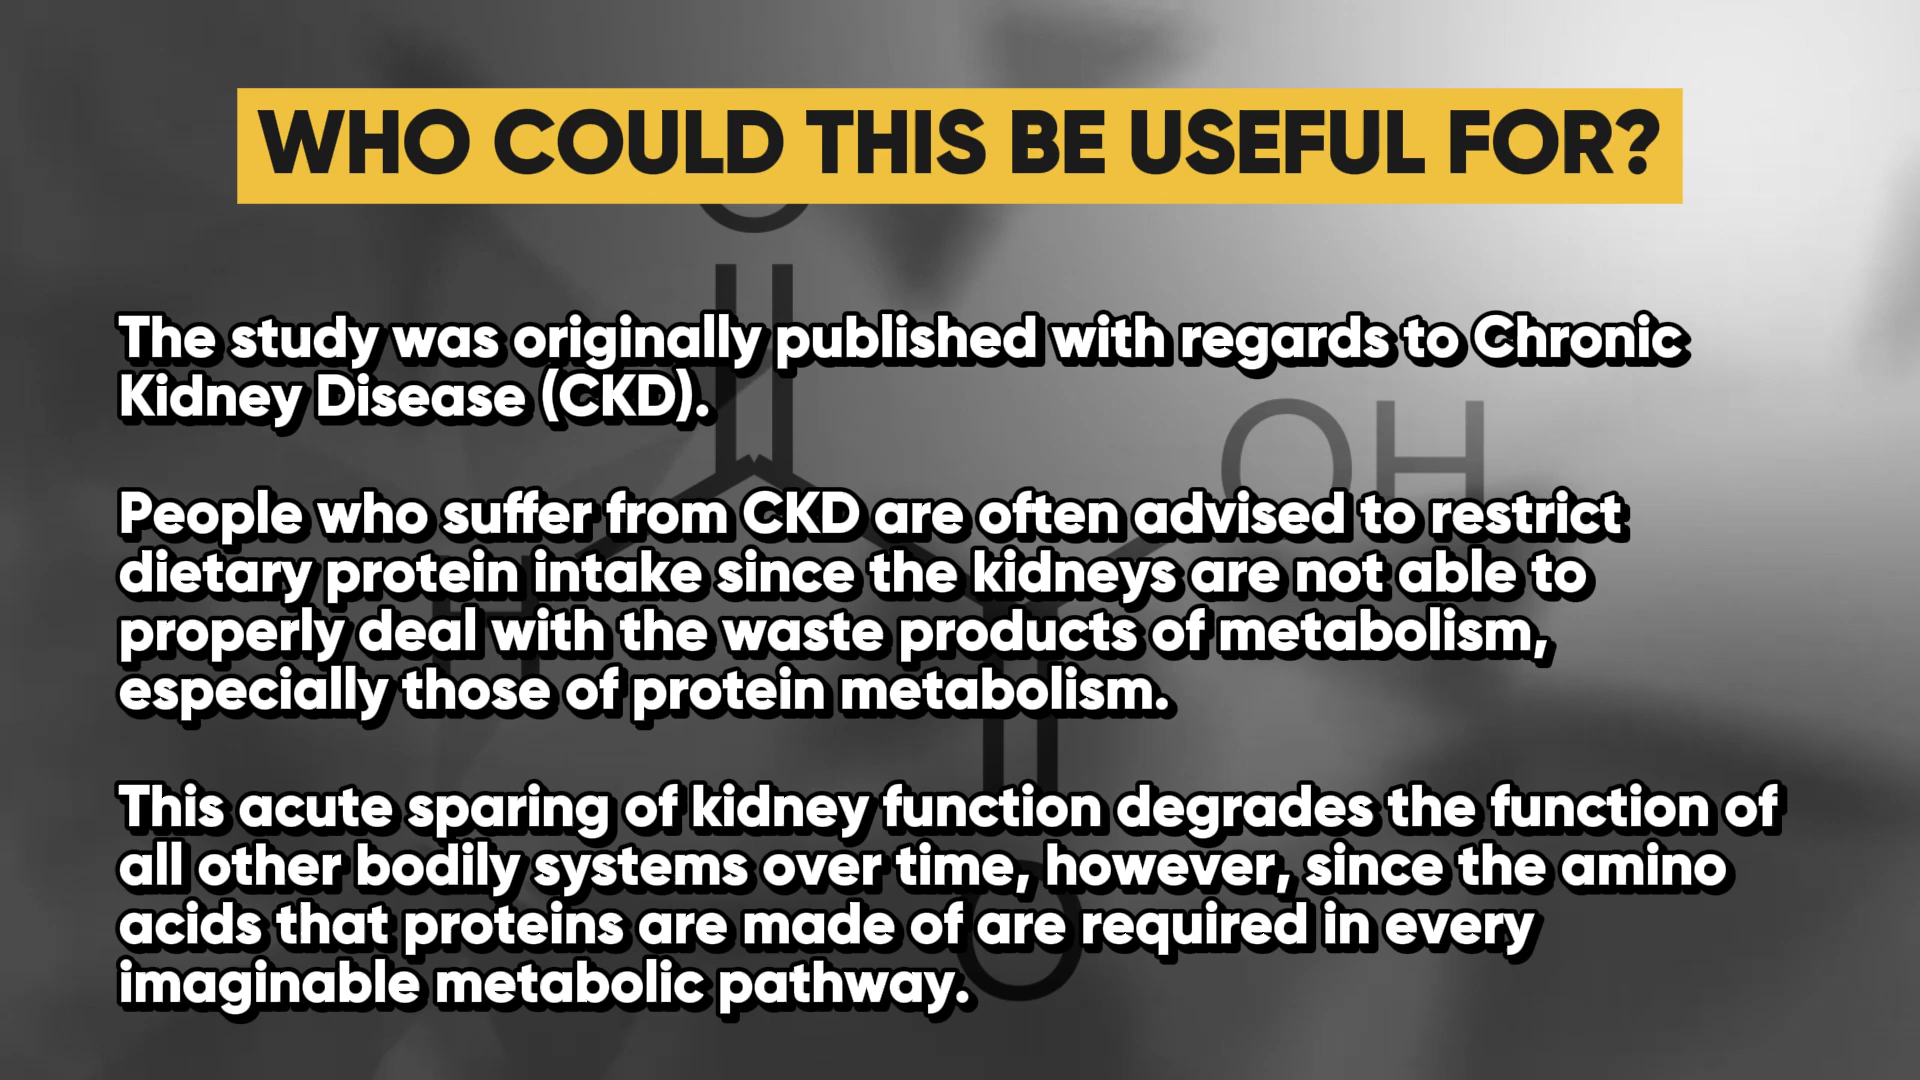 WHO COULD THIS BE USEFUL FOR?
The study was originally published with regards to Chronic
Kidney Disease (CKD).
People who suffer from CKD are often advised to restrict
dietary protein intake since the kidneys are not able to
properly deal with the waste products of metabolism,
especially those of protein metabolism.
This acute sparing of kidney function degrades the function of
all other bodily systems over time, however, since the amino
acids that proteins are made of are required in every
imaginable metabolic pathway.
O
OH
H
O